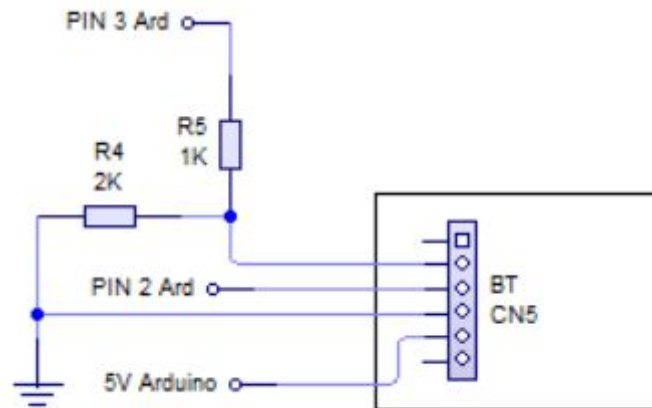 PIN 3 Ard
R5
1K
R4
2K
PIN 2 Ard
BT
CN5
5V Arduino